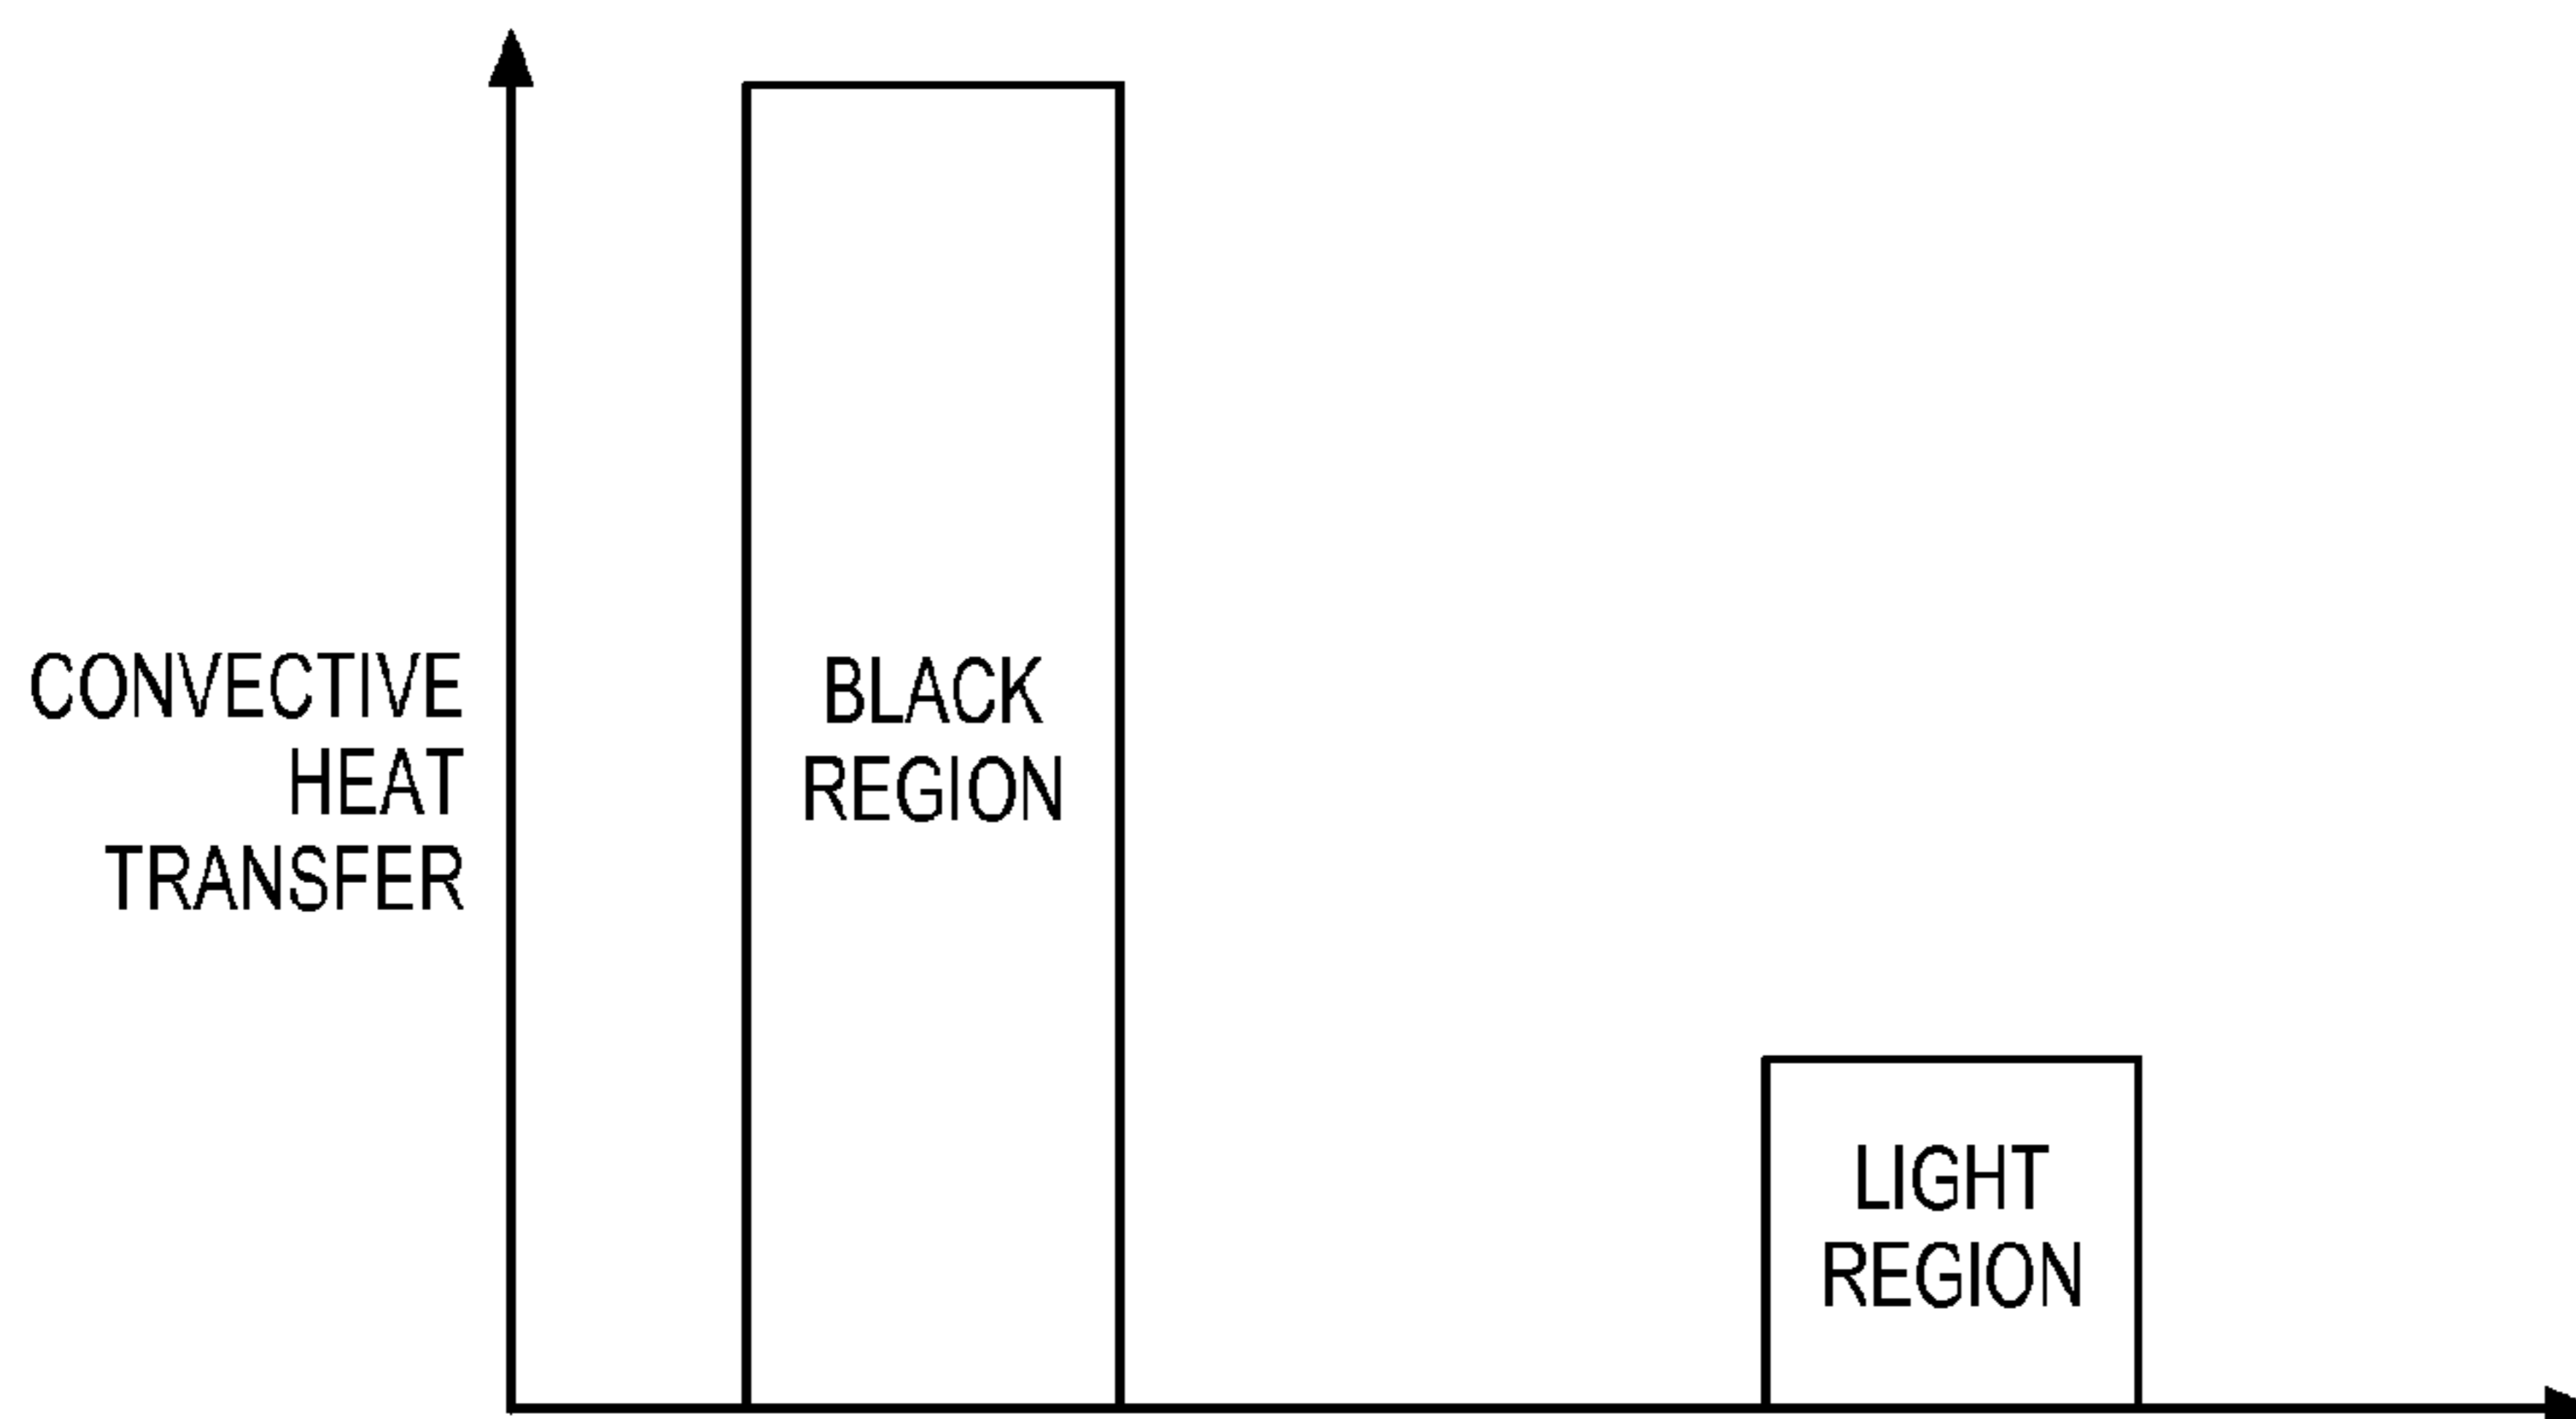 CONVECTIVE
HEAT
TRANSFER
BLACK
REGION
LIGHT
REGION